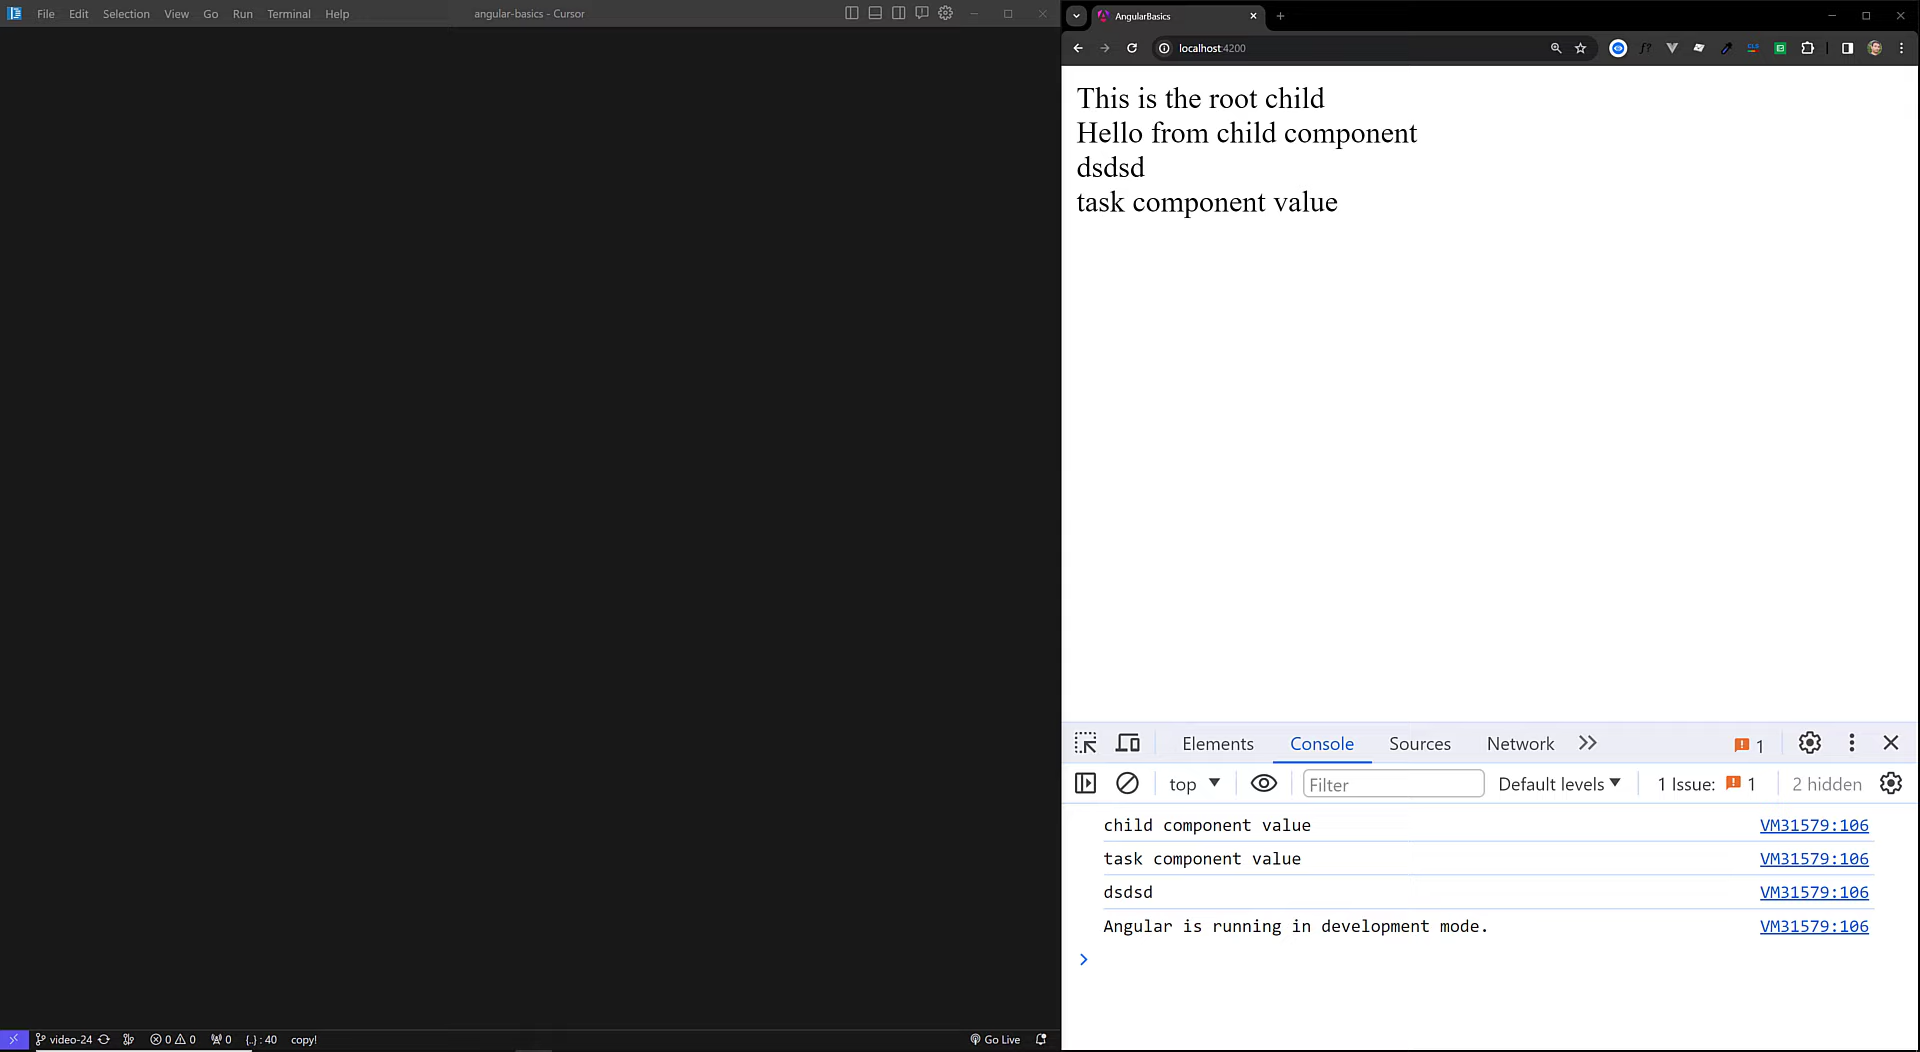 File Edit Selection View Go Run Terminal Help angular-basics - Cursor
AngularBasics
localhost:4200
This is the root child
Hello from child component
dsdsd
task component value
Elements Console Sources Network 1
top Filter Default levels 1 Issue: 1 2 hidden
child component value VM31579:106
task component value VM31579:106
dsdsd VM31579:106
Angular is running in development mode. VM31579:106
video-24 0 0 0 {..} : 40 copy! Go Live